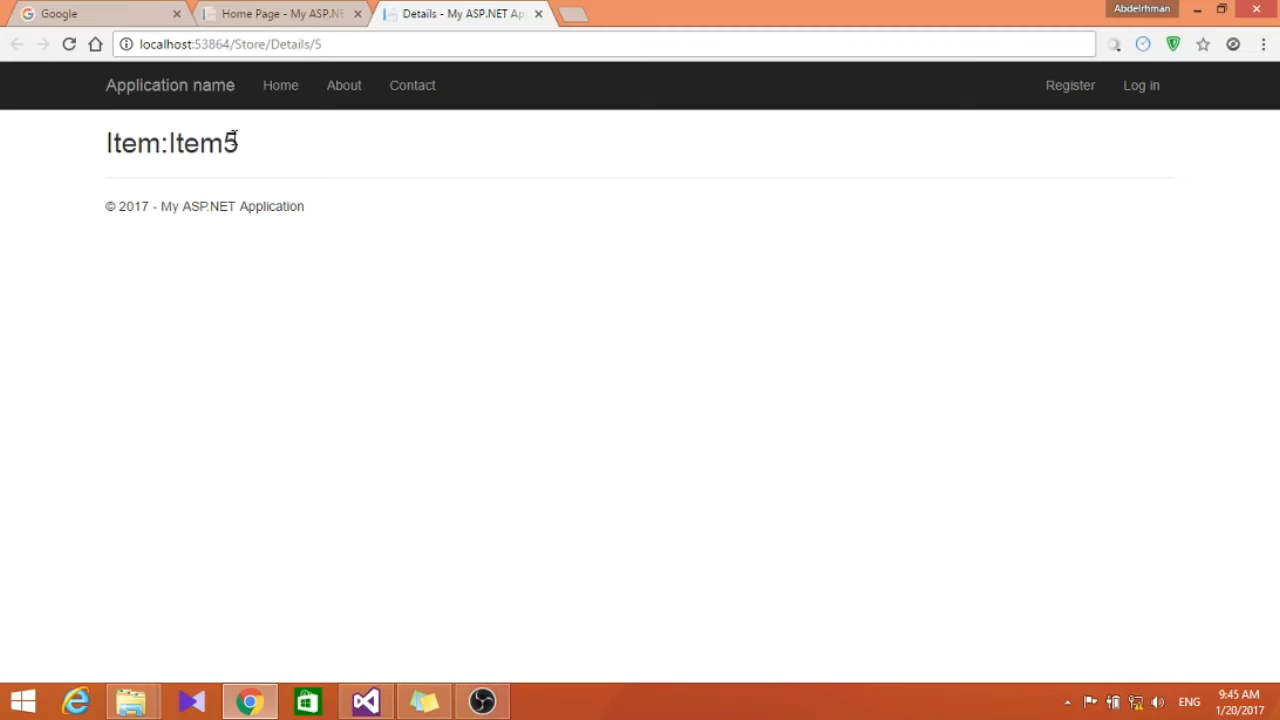 Google
Home Page - My ASP.NE
Details - My ASP.NET Ap
Abdelrhman
localhost:53864/Store/Details/5
Application name
Home
About
Contact
Register
Log in
Item:Item5
© 2017 - My ASP.NET Application
ENG
9:45 AM
1/20/2017